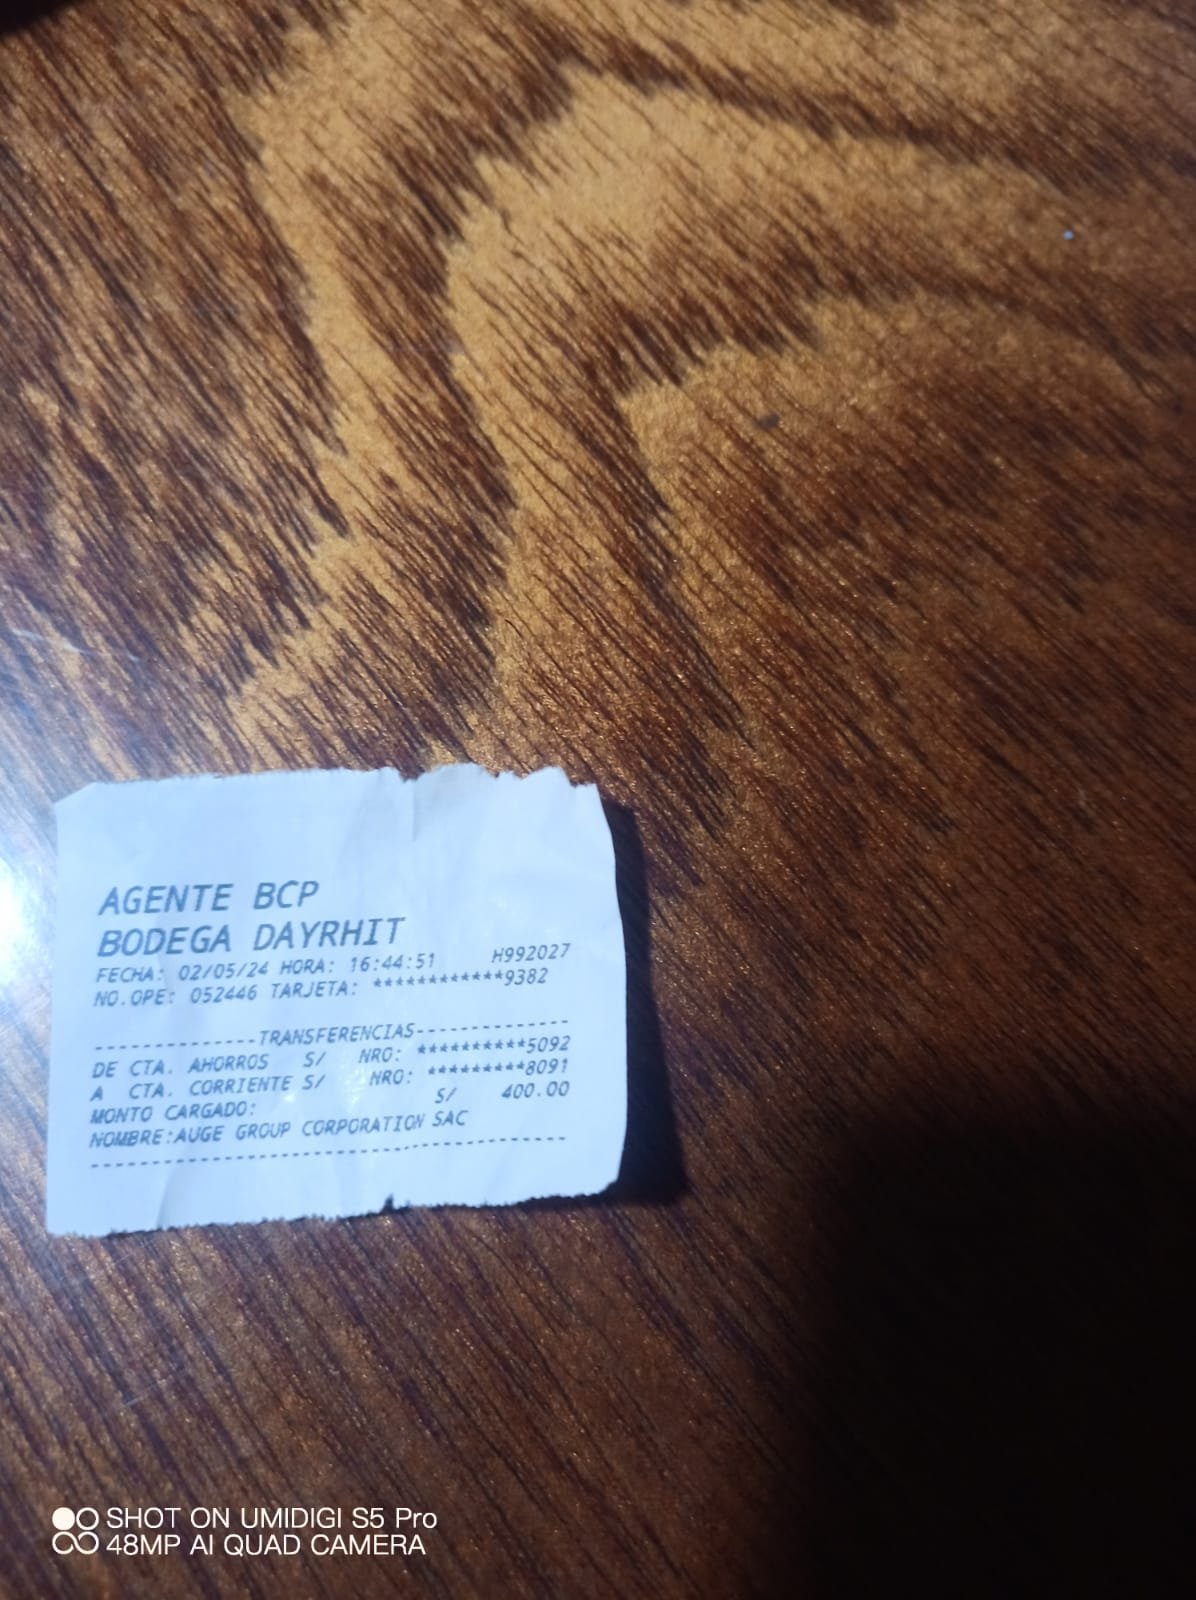 AGENTE BCP
BODEGA DAYRHIT
FECHA: 02/05/24 HORA: 16:44:51 H992027
NO.OPE: 052446 TARJETA: ************9382
--------------TRANSFERENCIAS-------------
DE CTA. AHORROS S/ NRO: **********5092
A CTA. CORRIENTE S/ NRO: *********8091
MONTO CARGADO: S/ 400.00
NOMBRE:AUGE GROUP CORPORATION SAC
-----------------------------------------
SHOT ON UMIDIGI S5 Pro
48MP AI QUAD CAMERA